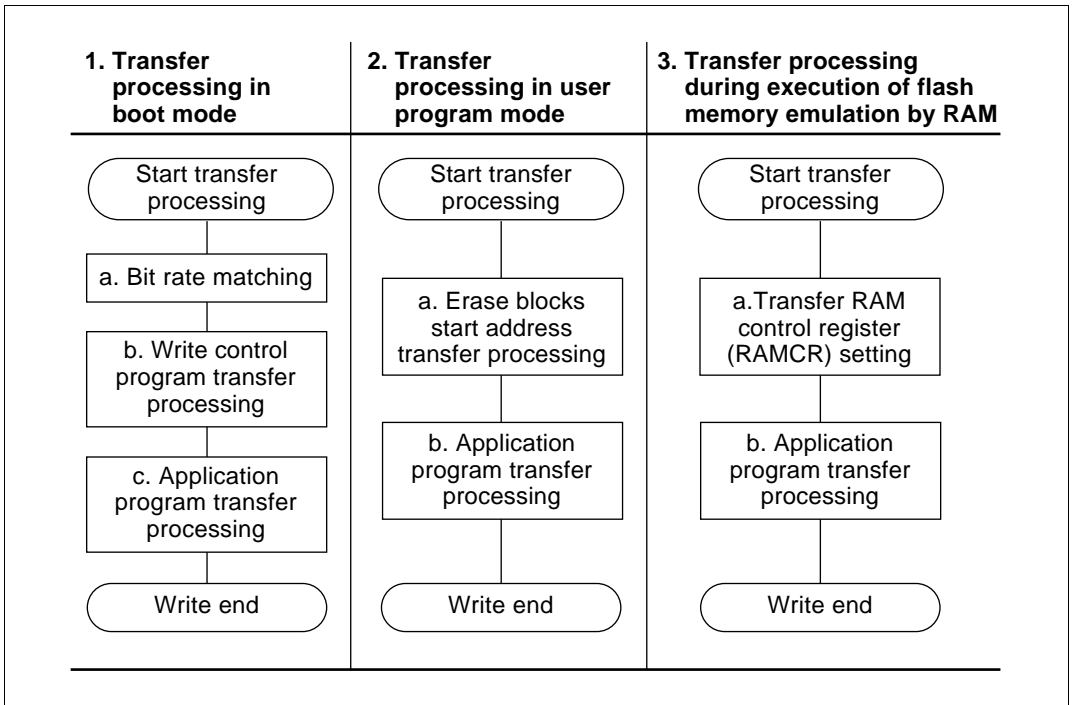 1. Transfer
processing in
boot mode
2. Transfer
processing in user
program mode
3. Transfer processing
during execution of flash
memory emulation by RAM
Start transfer
processing
a. Bit rate matching
b. Write control
program transfer
processing
c. Application
program transfer
processing
Write end
Start transfer
processing
a. Erase blocks
start address
transfer processing
b. Application
program transfer
processing
Write end
Start transfer
processing
a.Transfer RAM
control register
(RAMCR) setting
b. Application
program transfer
processing
Write end